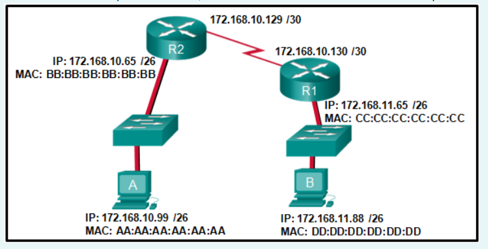 172.168.10.129 /30
R2
172.168.10.130 /30
IP: 172.168.10.65 /26
MAC: BB:BB:BB:BB:BB:BB
R1
IP: 172.168.11.65 /26
MAC: CC:CC:CC:CC:CC:CC
A
B
IP: 172.168.10.99 /26
MAC: AA:AA:AA:AA:AA:AA
IP: 172.168.11.88 /26
MAC: DD:DD:DD:DD:DD:DD